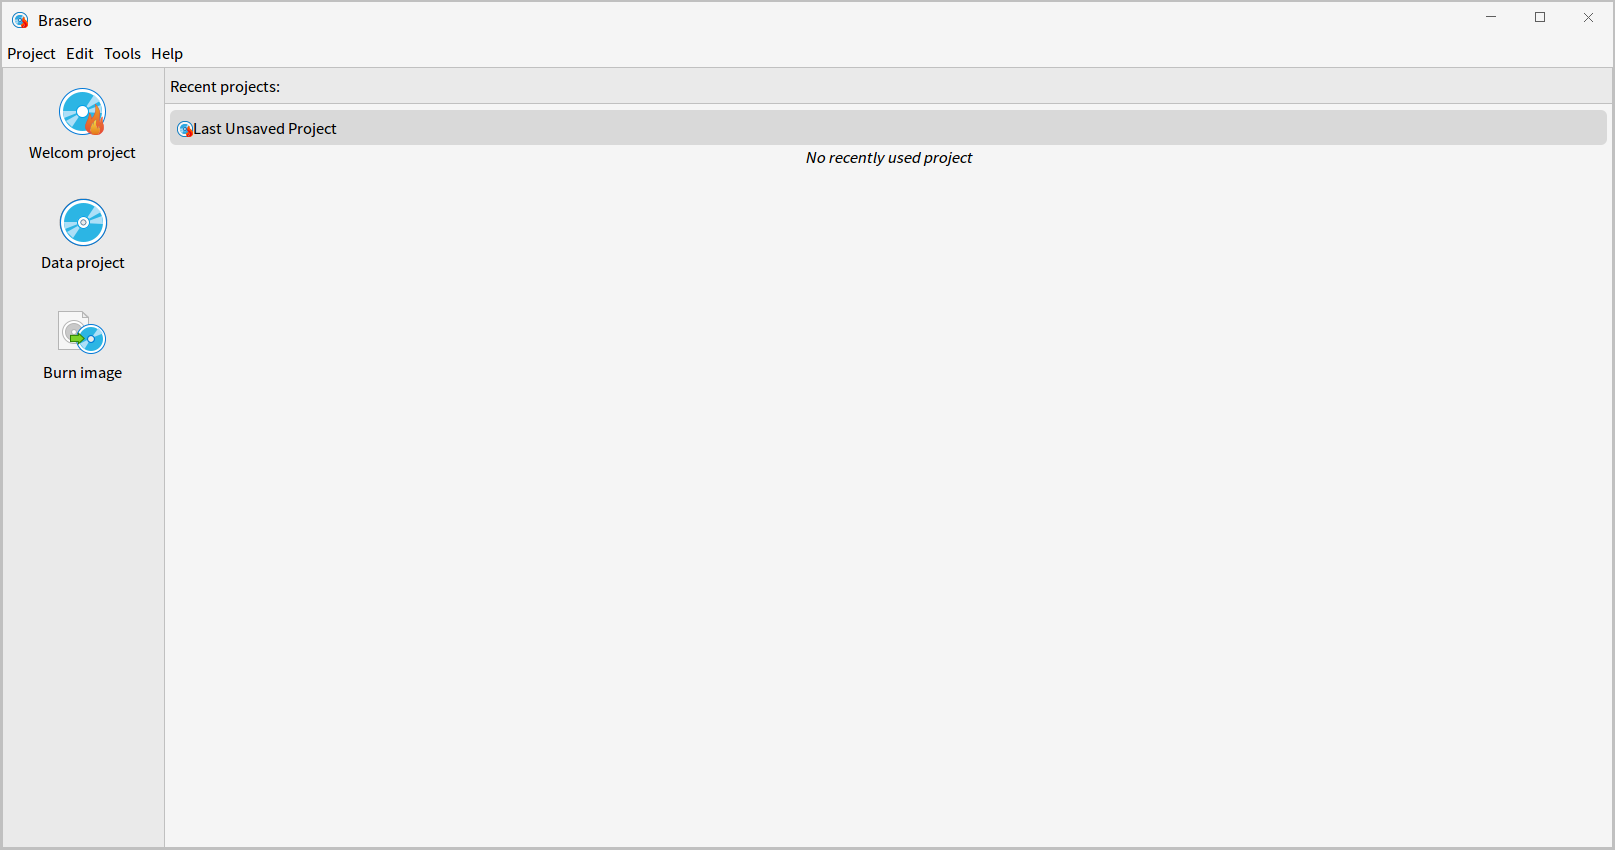 Brasero
Project Edit Tools Help
Recent projects:
Last Unsaved Project
No recently used project
Welcom project
Data project
Burn image